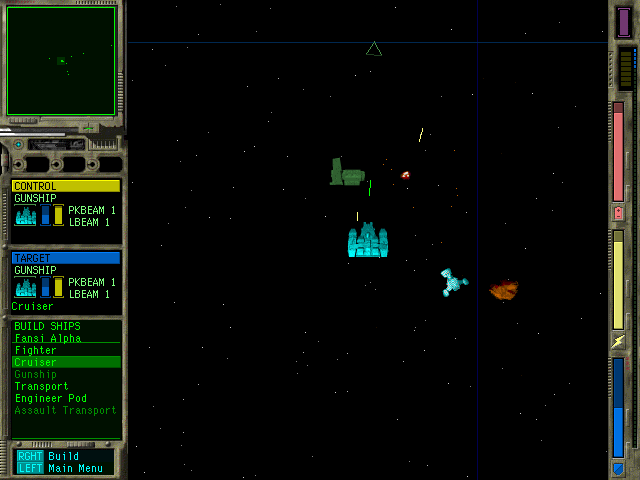 CONTROL
GUNSHIP
PKBEAM 1
LBEAM 1
TARGET
GUNSHIP
PKBEAM 1
LBEAM 1
Cruiser
BUILD SHIPS
Fansi Alpha
Fighter
Cruiser
Gunship
Transport
Engineer Pod
Assault Transport
RGHT Build
LEFT Main Menu